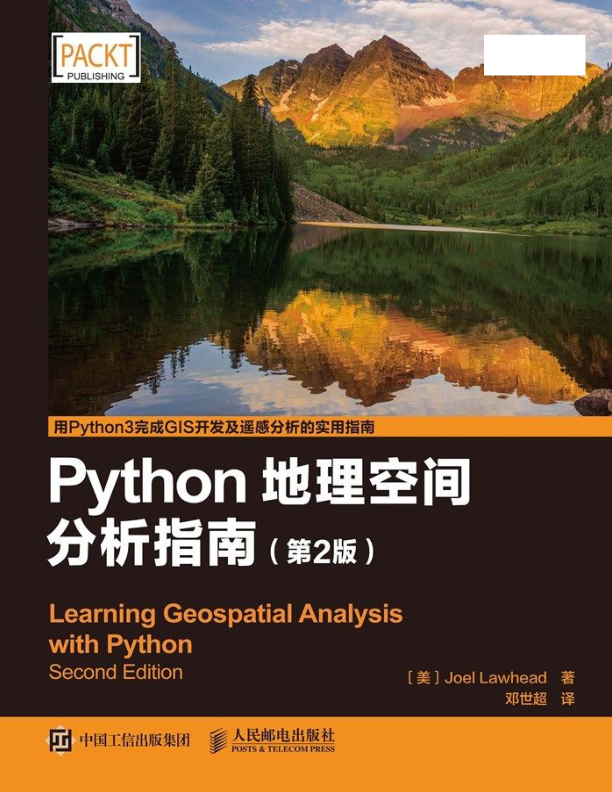 PACKT
PUBLISHING
用Python3完成GIS开发及遥感分析的实用指南
Python 地理空间
分析指南（第2版）
Learning Geospatial Analysis
with Python
Second Edition
［美］Joel Lawhead 著
邓世超 译
中国工信出版集团
人民邮电出版社
POSTS & TELECOM PRESS